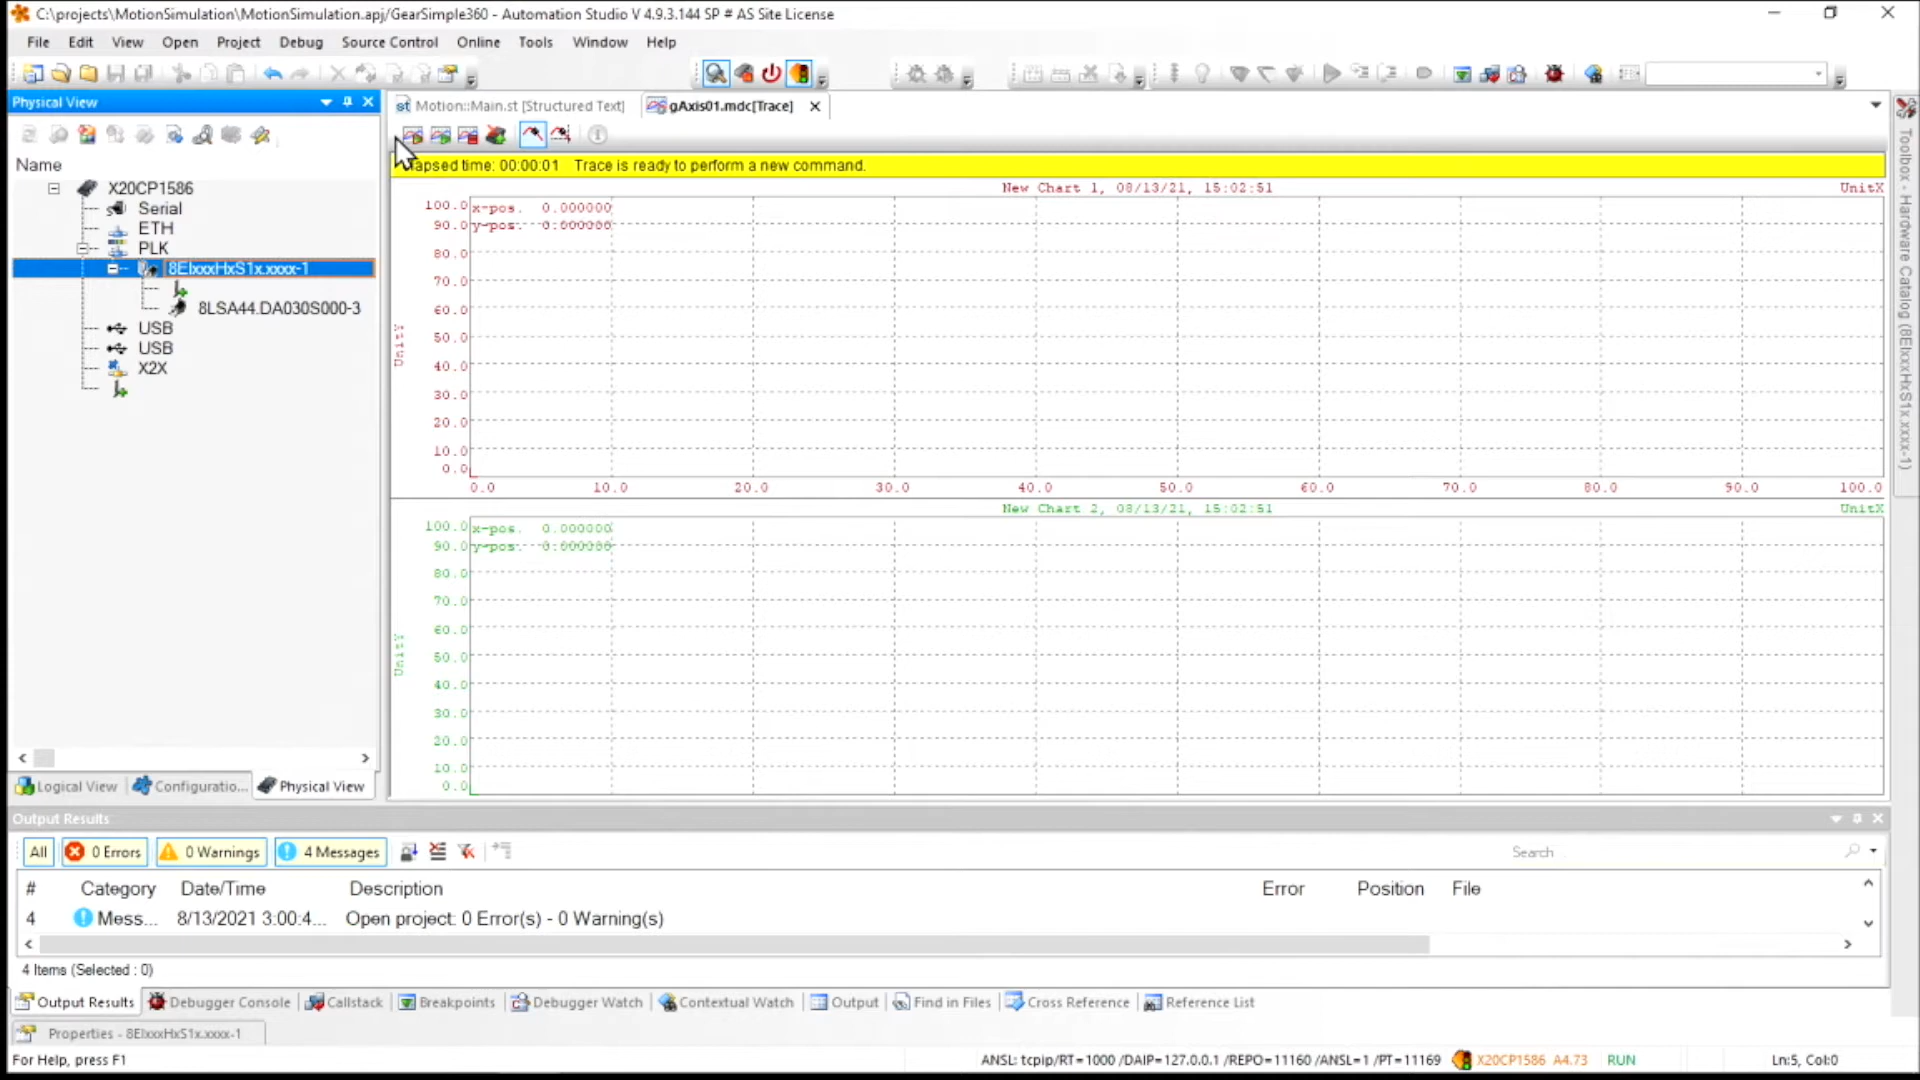 C:\projects\MotionSimulation\MotionSimulation.apj/GearSimple360 - Automation Studio V 4.9.3.144 SP # AS Site License
File Edit View Open Project Debug Source Control Online Tools Window Help
Physical View
Motion::Main.st [Structured Text] gAxis01.mdc[Trace]
apsed time: 00:00:01 Trace is ready to perform a new command.
Name
X20CP1586
Serial
ETH
PLK
8EIxxxHxS1x.xxxx-1
8LSA44.DA030S000-3
USB
USB
X2X
New Chart 1, 08/13/21, 15:02:51 UnitX
x-pos. 0.000000
y-pos. 0.000000
100.0
90.0
80.0
70.0
60.0
50.0
40.0
30.0
20.0
10.0
0.0
UnitY
0.0 10.0 20.0 30.0 40.0 50.0 60.0 70.0 80.0 90.0 100.0
New Chart 2, 08/13/21, 15:02:51 UnitX
x-pos. 0.000000
y-pos. 0.000000
100.0
90.0
80.0
70.0
60.0
50.0
40.0
30.0
20.0
10.0
0.0
UnitY
Toolbox - Hardware Catalog (8EIxxxHxS1x.xxxx-1)
Logical View Configuratio... Physical View
Output Results
All 0 Errors 0 Warnings 4 Messages Search
# Category Date/Time Description Error Position File
4 Mess... 8/13/2021 3:00:4... Open project: 0 Error(s) - 0 Warning(s)
4 Items (Selected : 0)
Output Results Debugger Console Callstack Breakpoints Debugger Watch Contextual Watch Output Find in Files Cross Reference Reference List
Properties - 8EIxxxHxS1x.xxxx-1
For Help, press F1 ANSL: tcpip/RT=1000 /DAIP=127.0.0.1 /REPO=11160 /ANSL=1 /PT=11169 X20CP1586 A4.73 RUN Ln:5, Col:0